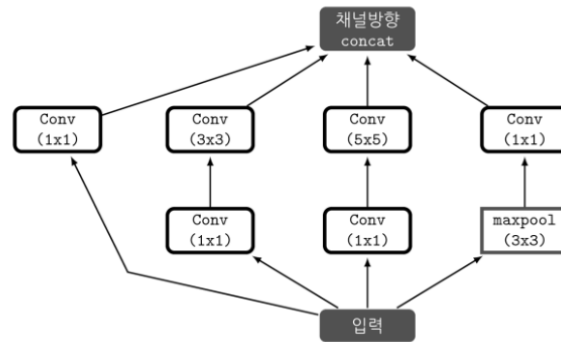 채널방향
concat
Conv
(1x1)
Conv
(3x3)
Conv
(5x5)
Conv
(1x1)
Conv
(1x1)
Conv
(1x1)
maxpool
(3x3)
입력